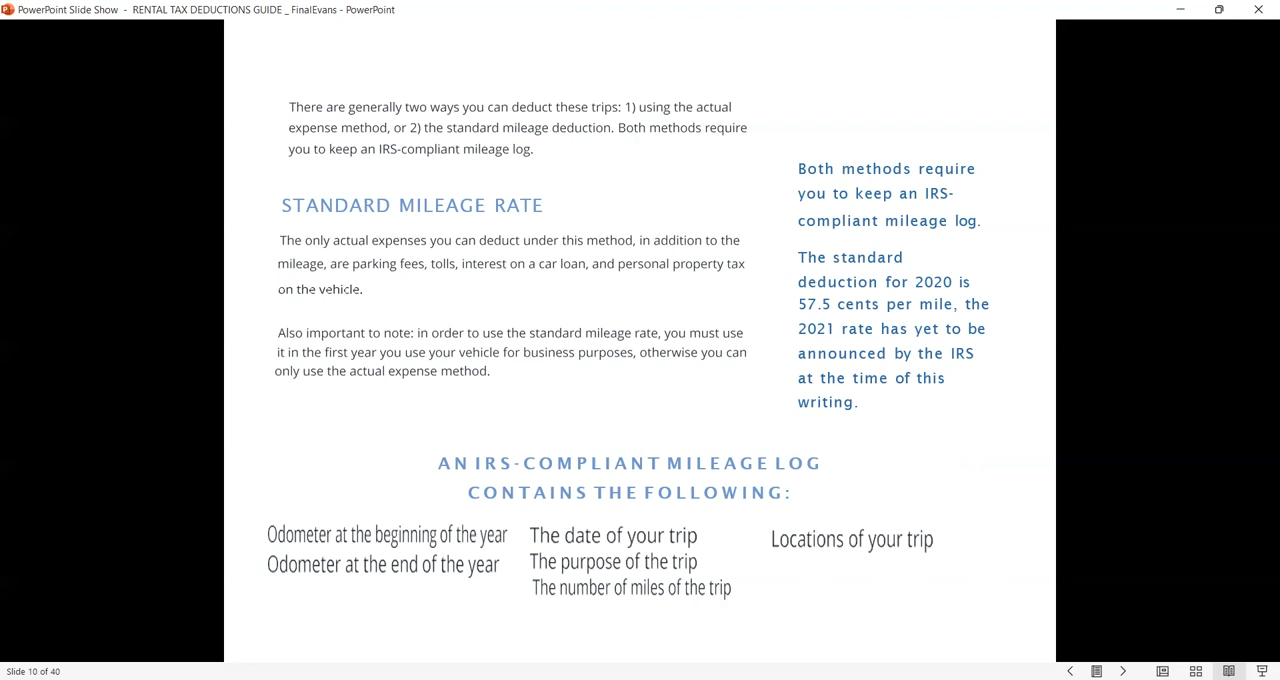 PowerPoint Slide Show - RENTAL TAX DEDUCTIONS GUIDE _ FinalEvans - PowerPoint
There are generally two ways you can deduct these trips: 1) using the actual
expense method, or 2) the standard mileage deduction. Both methods require
you to keep an IRS-compliant mileage log.
STANDARD MILEAGE RATE
The only actual expenses you can deduct under this method, in addition to the
mileage, are parking fees, tolls, interest on a car loan, and personal property tax
on the vehicle.
Also important to note: in order to use the standard mileage rate, you must use
it in the first year you use your vehicle for business purposes, otherwise you can
only use the actual expense method.
Both methods require
you to keep an IRS-
compliant mileage log.
The standard
deduction for 2020 is
57.5 cents per mile, the
2021 rate has yet to be
announced by the IRS
at the time of this
writing.
AN IRS-COMPLIANT MILEAGE LOG
CONTAINS THE FOLLOWING:
Odometer at the beginning of the year
Odometer at the end of the year
The date of your trip
The purpose of the trip
The number of miles of the trip
Locations of your trip
Slide 10 of 40